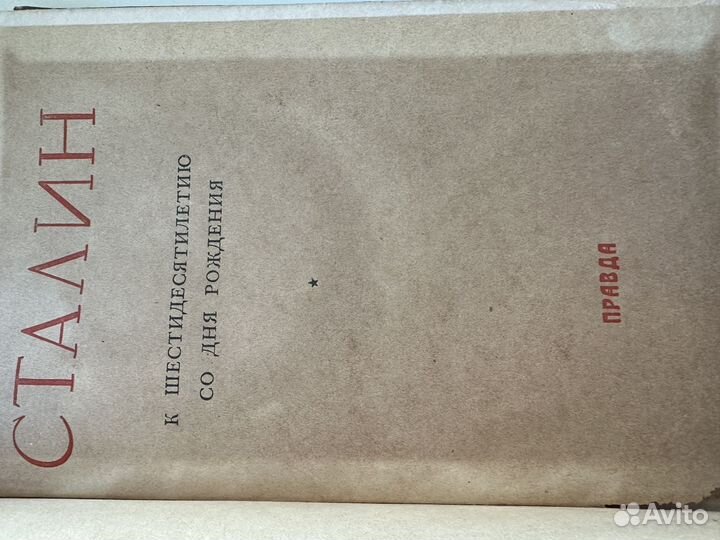 СТАЛИН
К ШЕСТИДЕСЯТИЛЕТИЮ
СО ДНЯ РОЖДЕНИЯ
ПРАВДА
Avito